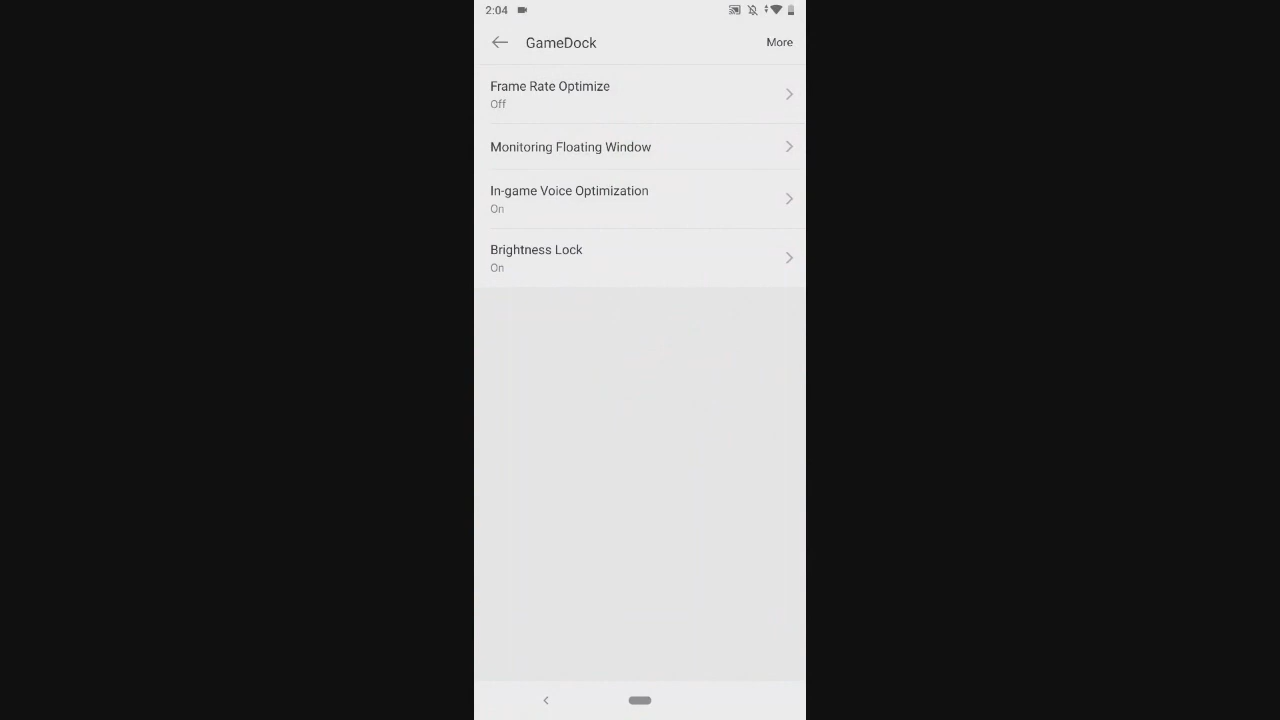 2:04
GameDock
More
Frame Rate Optimize
Off
Monitoring Floating Window
In-game Voice Optimization
On
Brightness Lock
On